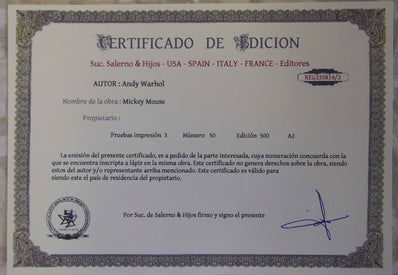 CERTIFICADO DE EDICION
Suc. Salerno & Hijos - USA - SPAIN - ITALY - FRANCE - Editores
REG235814/E
AUTOR : Andy Warhol
Nombre de la obra : Mickey Mouse
Propietario :
Pruebas impresión 3 Número 50 Edición 500 A2
La emisión del presente certificado, es a pedido de la parte interesada, cuya numeración concuerda con la
que se encuentra inscripta a lápiz en la misma obra. Este certificado no genera derechos sobre la obra, siendo
estos del autor y/o representante arriba mencionado. Este certificado es válido para
siendo este el país de residencia del propietario.
Por Suc. de Salerno & Hijos firmo y signo el presente